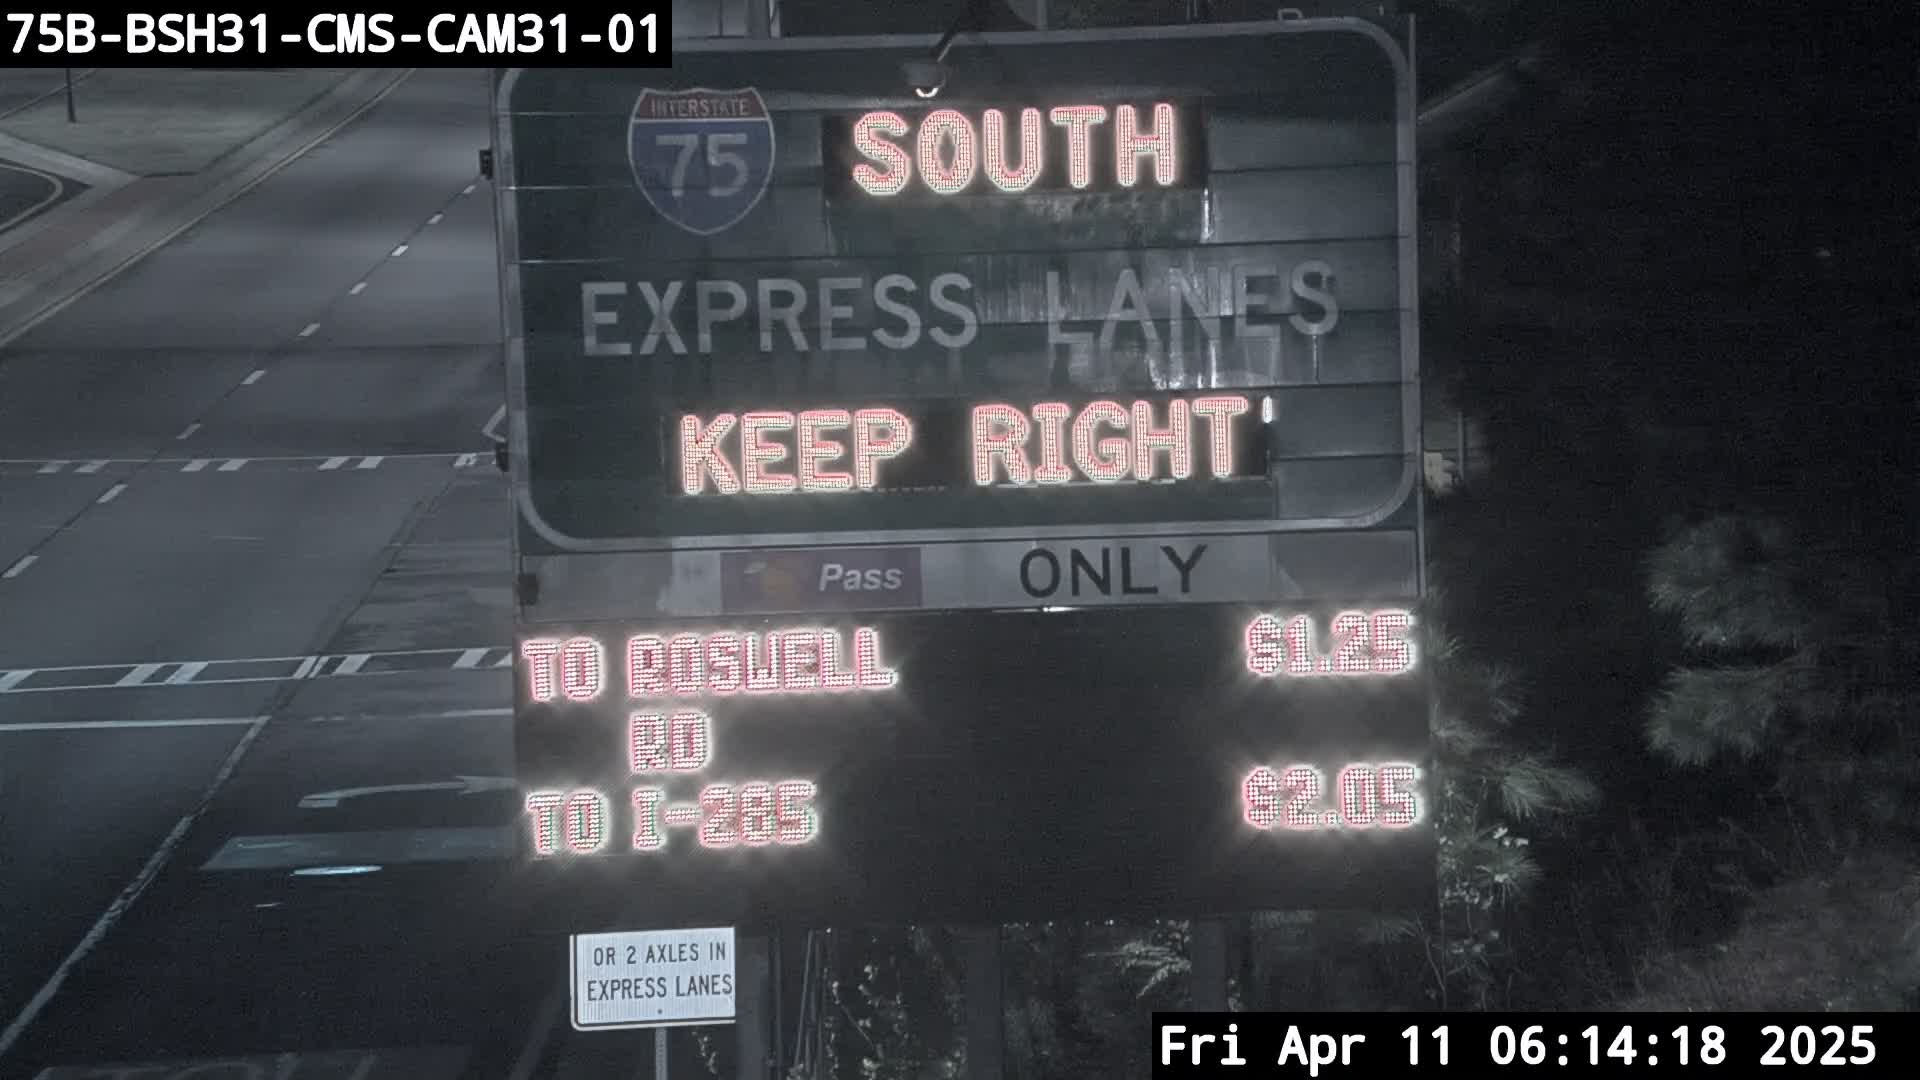 75B-BSH31-CMS-CAM31-01
INTERSTATE
75
SOUTH
EXPRESS LANES
KEEP RIGHT
Pass ONLY
TO ROSWELL $1.25
RD
TO I-285 $2.05
OR 2 AXLES IN
EXPRESS LANES
Fri Apr 11 06:14:18 2025